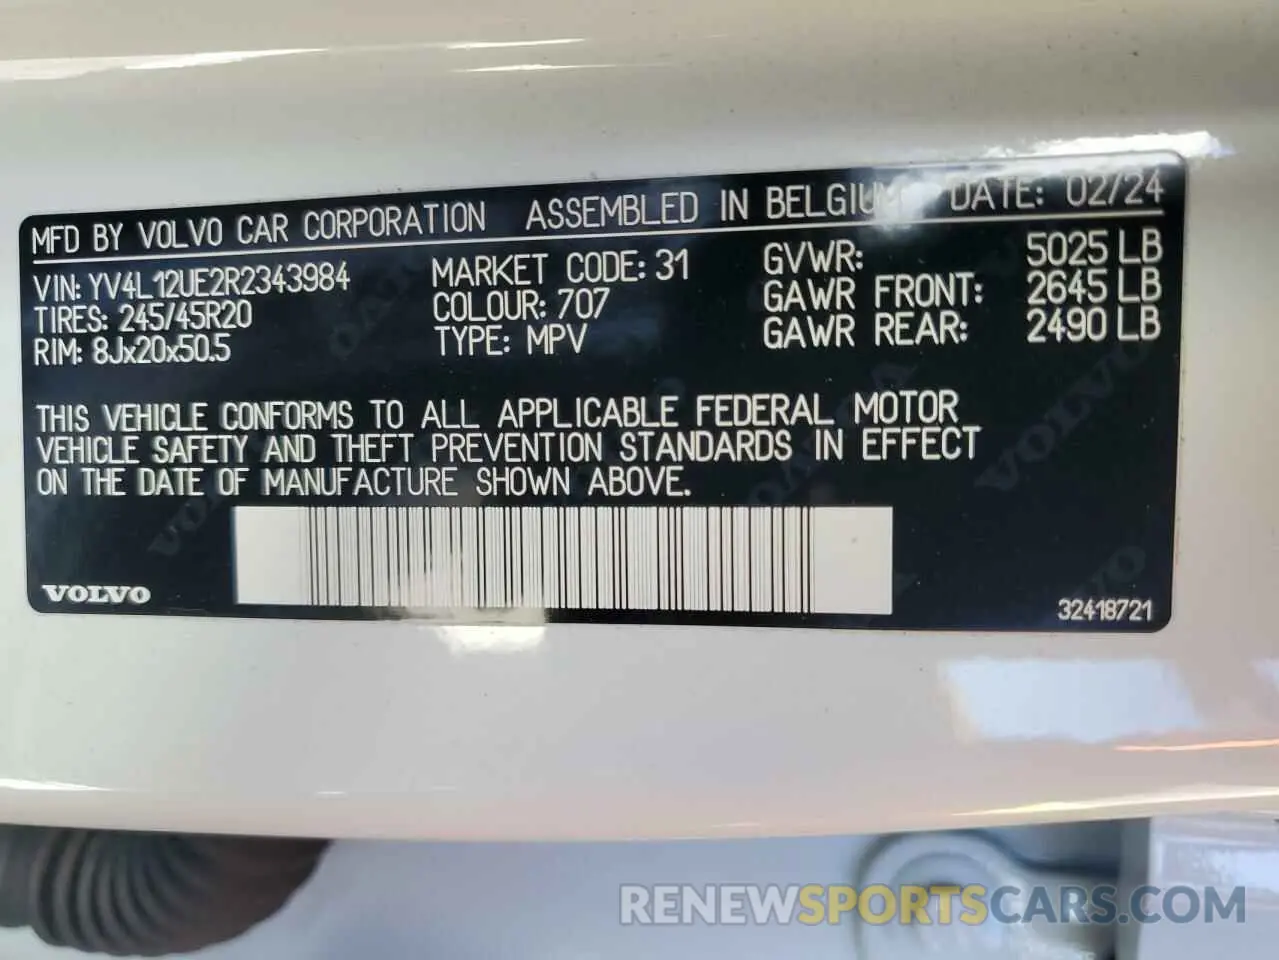 MFD BY VOLVO CAR CORPORATION ASSEMBLED IN BELGIUM DATE: 02/24
VIN: YV4L12UE2R2343984 MARKET CODE: 31 GVWR: 5025 LB
TIRES: 245/45R20 COLOUR: 707 GAWR FRONT: 2645 LB
RIM: 8Jx20x50.5 TYPE: MPV GAWR REAR: 2490 LB
THIS VEHICLE CONFORMS TO ALL APPLICABLE FEDERAL MOTOR
VEHICLE SAFETY AND THEFT PREVENTION STANDARDS IN EFFECT
ON THE DATE OF MANUFACTURE SHOWN ABOVE.
VOLVO 32418721
RENEWSPORTSCARS.COM